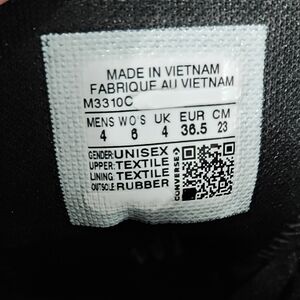 MADE IN VIETNAM
FABRIQUE AU VIETNAM
M3310C
MENS WO'S UK EUR CM
4 6 4 36.5 23
GENDER: UNISEX
UPPER: TEXTILE
LINING: TEXTILE
OUTSOLE: RUBBER
CONVERSE